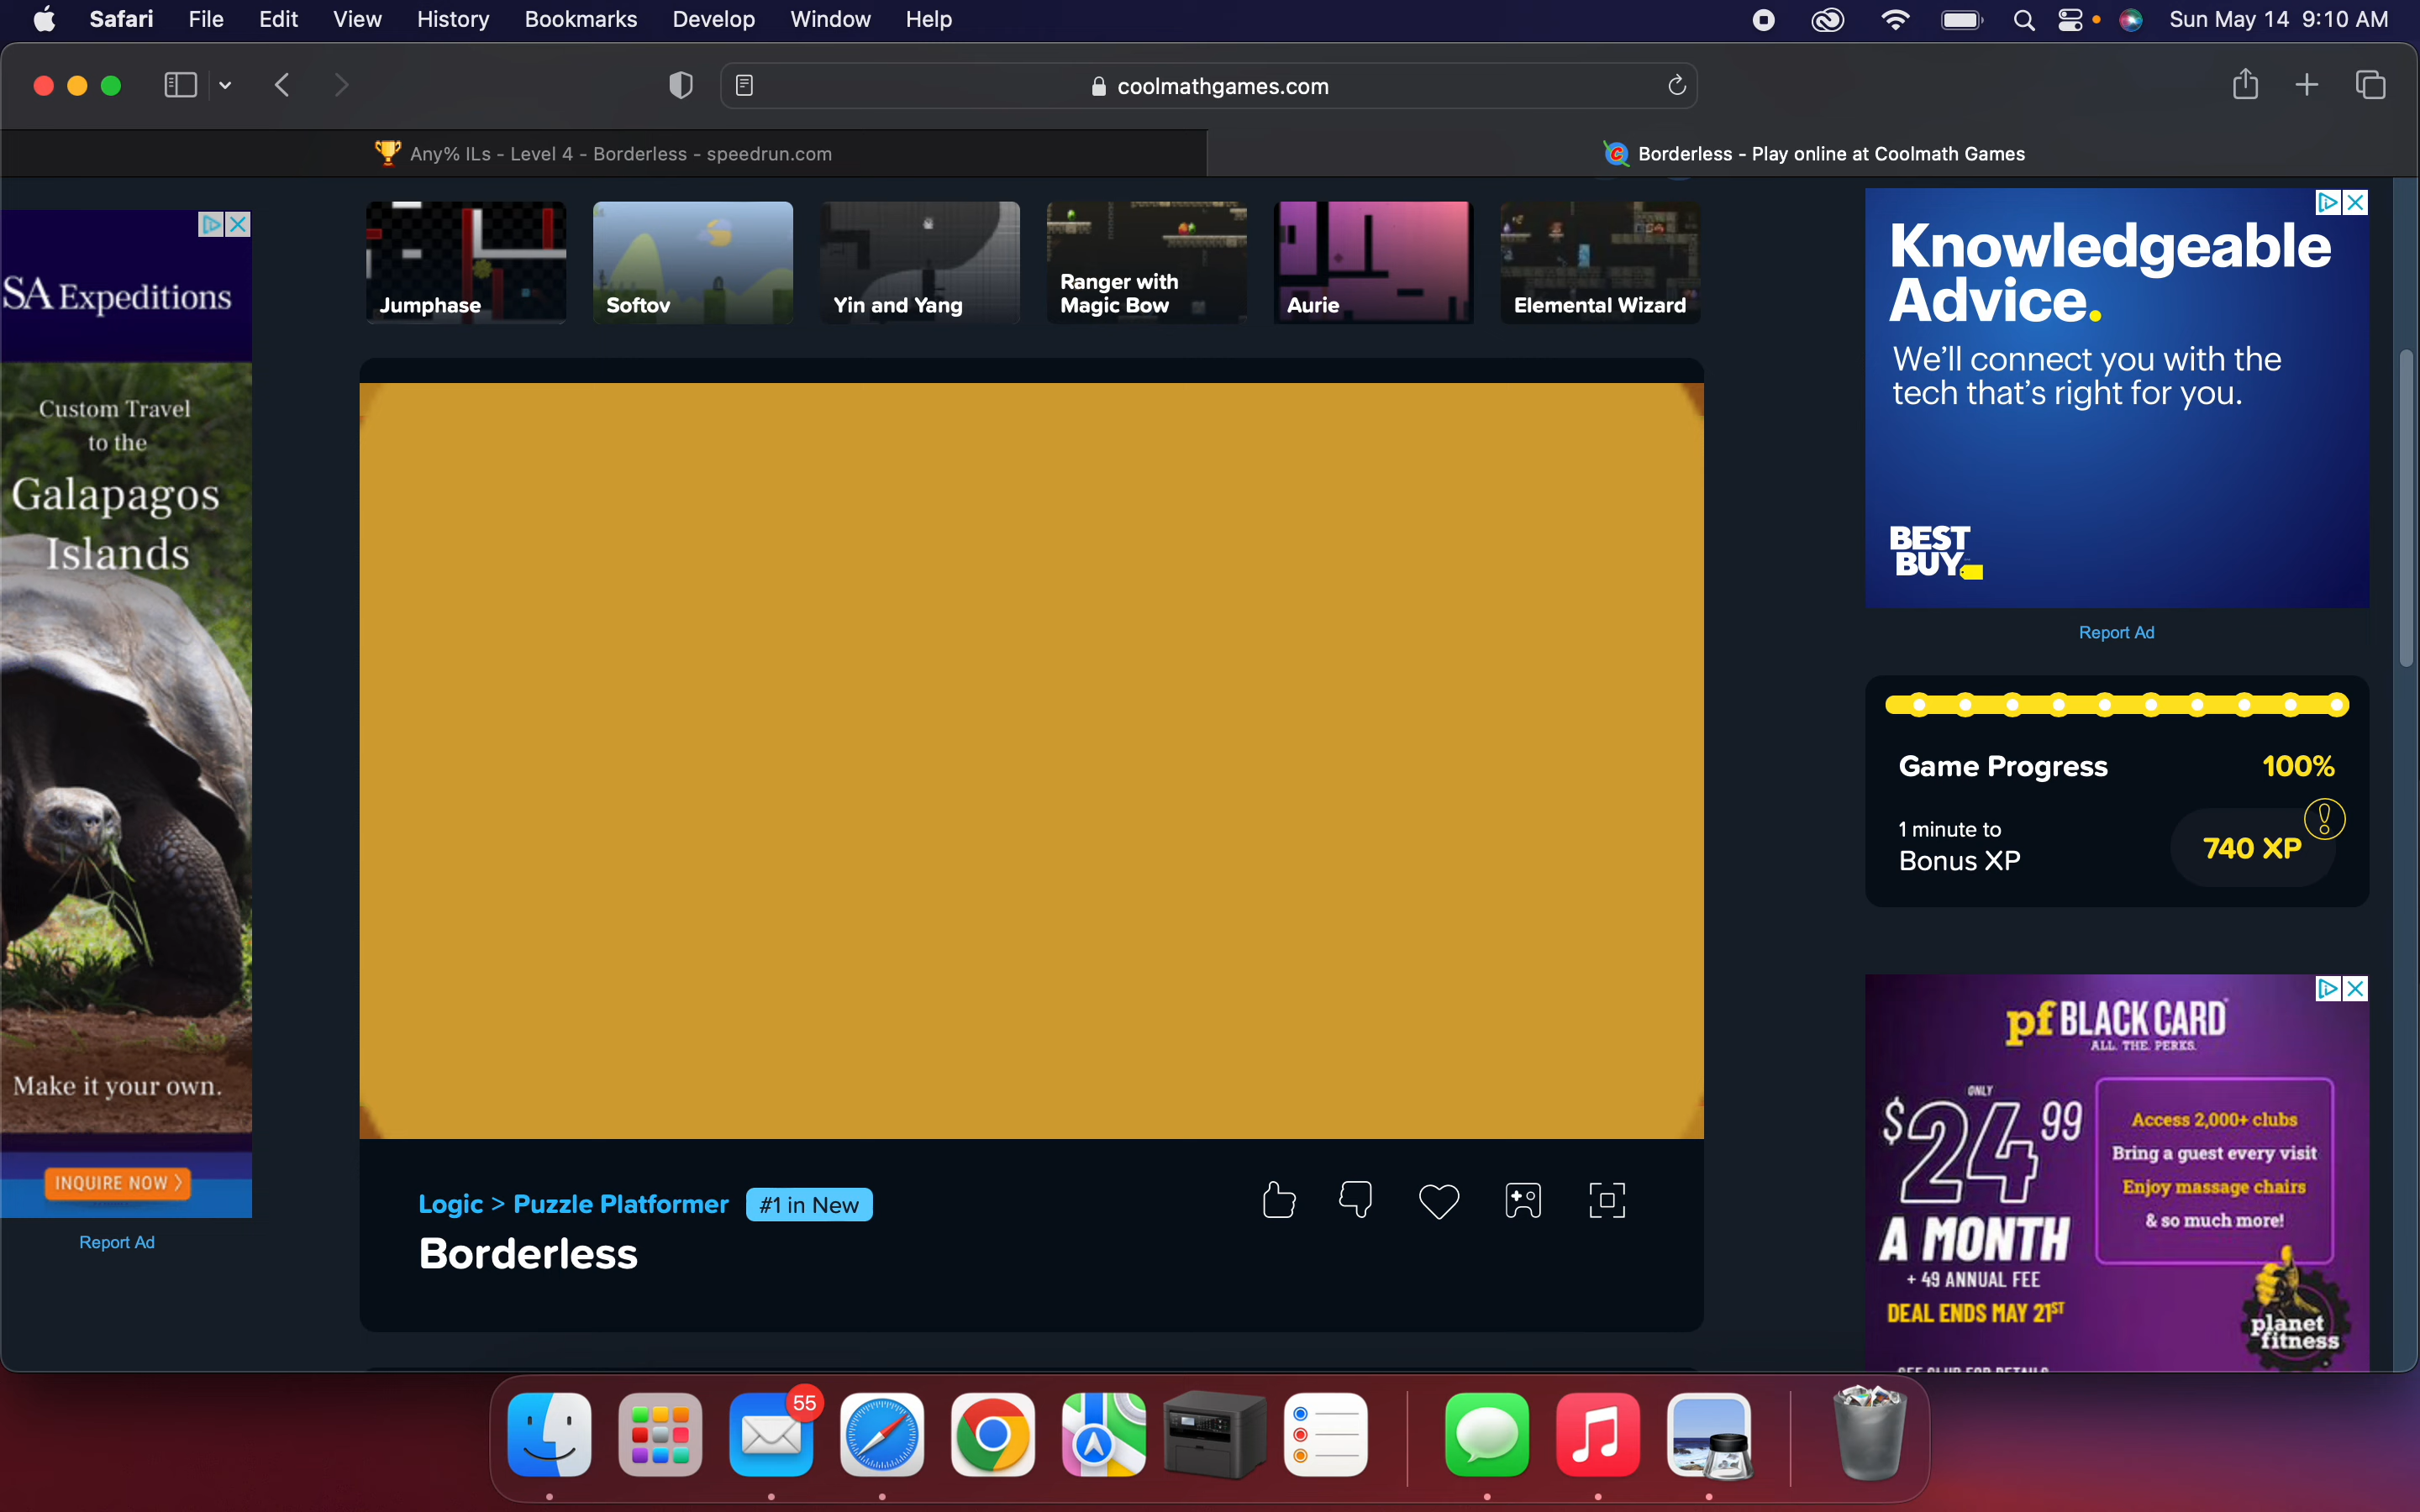 Safari File Edit View History Bookmarks Develop Window Help
Sun May 14 9:10 AM
coolmathgames.com
Any% ILs - Level 4 - Borderless - speedrun.com
Borderless - Play online at Coolmath Games
SA Expeditions
Custom Travel
to the
Galapagos
Islands
Make it your own.
INQUIRE NOW >
Report Ad
Jumphase
Softov
Yin and Yang
Ranger with
Magic Bow
Aurie
Elemental Wizard
Logic > Puzzle Platformer
#1 in New
Borderless
Knowledgeable
Advice.
We'll connect you with the
tech that's right for you.
BEST
BUY
Report Ad
Game Progress 100%
1 minute to
Bonus XP
740 XP
pf BLACK CARD
ALL. THE. PERKS.
ONLY
$24.99
A MONTH
+ 49 ANNUAL FEE
DEAL ENDS MAY 21ST
Access 2,000+ clubs
Bring a guest every visit
Enjoy massage chairs
& so much more!
planet
fitness
55